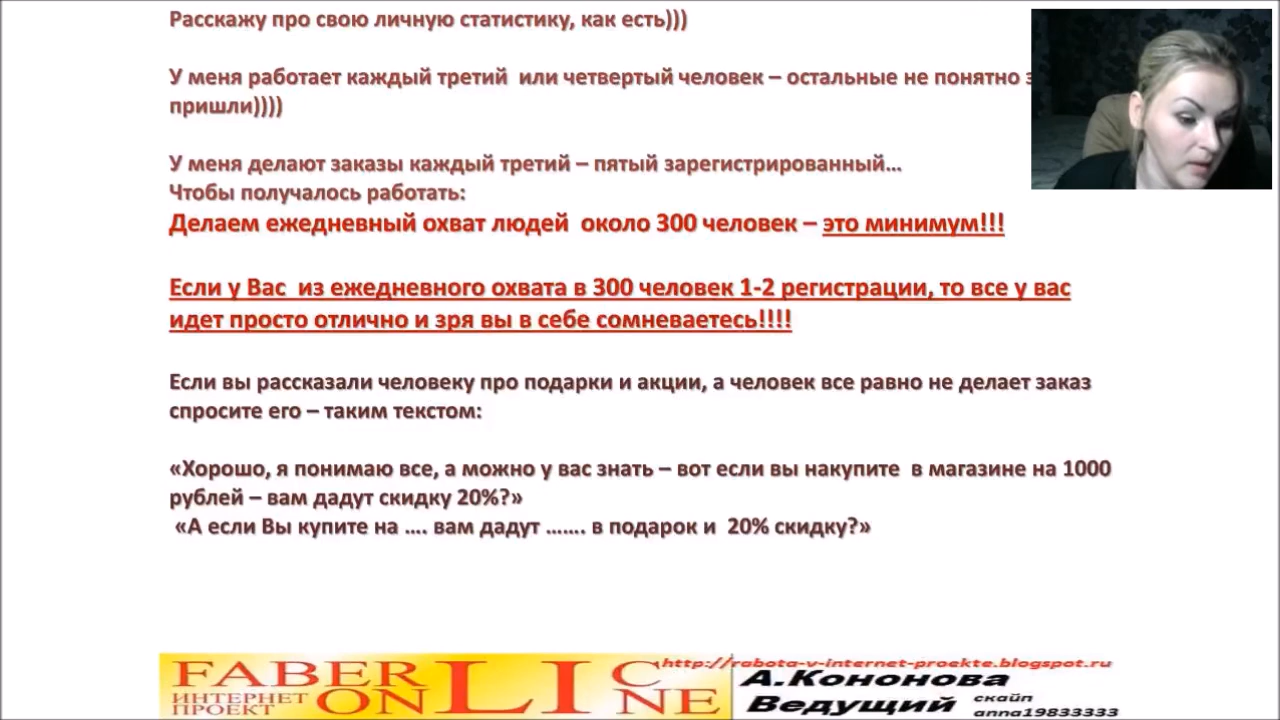 Расскажу про свою личную статистику, как есть)))
У меня работает каждый третий  или четвертый человек – остальные не понятно
пришли))))
У меня делают заказы каждый третий – пятый зарегистрированный…
Чтобы получалось работать:
Делаем ежедневный охват людей  около 300 человек – это минимум!!!
Если у Вас  из ежедневного охвата в 300 человек 1-2 регистрации, то все у вас
идет просто отлично и зря вы в себе сомневаетесь!!!!
Если вы рассказали человеку про подарки и акции, а человек все равно не делает заказ
спросите его – таким текстом:
«Хорошо, я понимаю все, а можно у вас знать – вот если вы накупите  в магазине на 1000
рублей – вам дадут скидку 20%?»
«А если Вы купите на …. вам дадут ……. в подарок и  20% скидку?»
FABERLIC
ONLINE
ИНТЕРНЕТ
ПРОЕКТ
http://rabota-v-internet-proekte.blogspot.ru
А.Кононова
Ведущий скайп
anna19833333